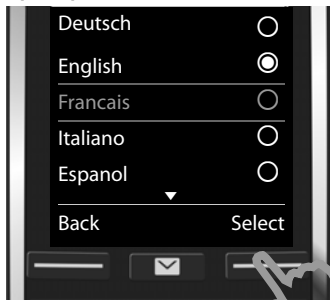 Deutsch
English
Francais
Italiano
Espanol
Back Select